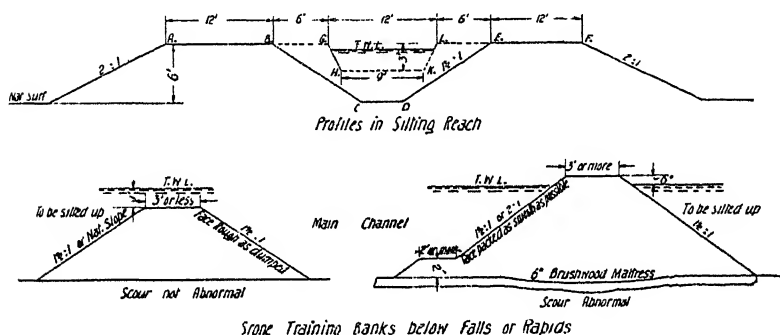 12' 6' 12' 6' 12'
A. B. G. L. E. F.
T.W.L.
3'
2:1
6'
H. 9' K.
1½:1
2:1
Nat Surf
C D
Profiles in Silting Reach
T.W.L.
3' or less
To be silted up
1½:1 or Nat. Slope
Face rough as dumped
1½:1
Scour not Abnormal
Main Channel
3' or more
6"
T.W.L.
To be silted up
1½:1 or 2:1
Face packed as smooth as possible
1½:1
2'
6" Brushwood Mattress
Scour Abnormal
Stone Training Banks below Falls or Rapids